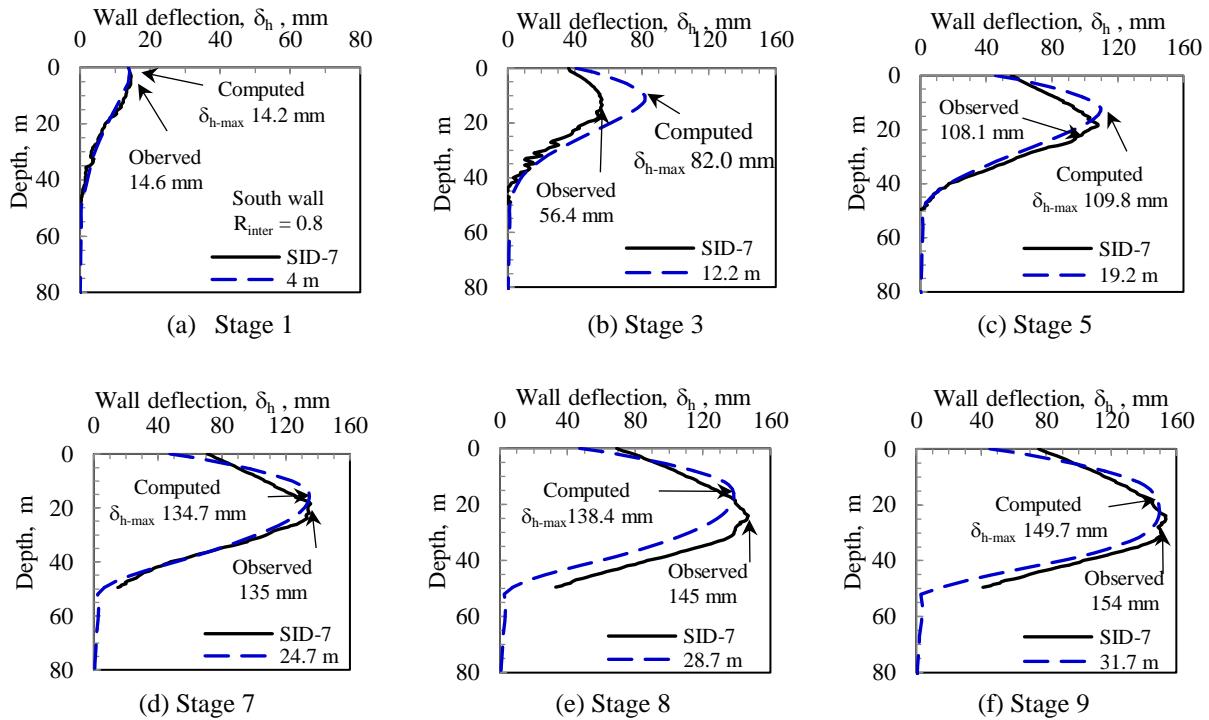 Wall deflection, δh , mm
0 20 40 60 80
0
20
40
60
80
Depth, m
Computed
δh-max 14.2 mm
Oberved
14.6 mm
South wall
Rinter = 0.8
SID-7
4 m
(a) Stage 1
Wall deflection, δh , mm
0 40 80 120 160
0
20
40
60
80
Depth, m
Computed
δh-max 82.0 mm
Observed
56.4 mm
SID-7
12.2 m
(b) Stage 3
Wall deflection, δh , mm
0 40 80 120 160
0
20
40
60
80
Depth, m
Observed
108.1 mm
Computed
δh-max 109.8 mm
SID-7
19.2 m
(c) Stage 5
Wall deflection, δh , mm
0 40 80 120 160
0
20
40
60
80
Depth, m
Computed
δh-max 134.7 mm
Observed
135 mm
SID-7
24.7 m
(d) Stage 7
Wall deflection, δh , mm
0 40 80 120 160
0
20
40
60
80
Depth, m
Computed
δh-max 138.4 mm
Observed
145 mm
SID-7
28.7 m
(e) Stage 8
Wall deflection, δh , mm
0 40 80 120 160
0
20
40
60
80
Depth, m
Computed
δh-max 149.7 mm
Observed
154 mm
SID-7
31.7 m
(f) Stage 9